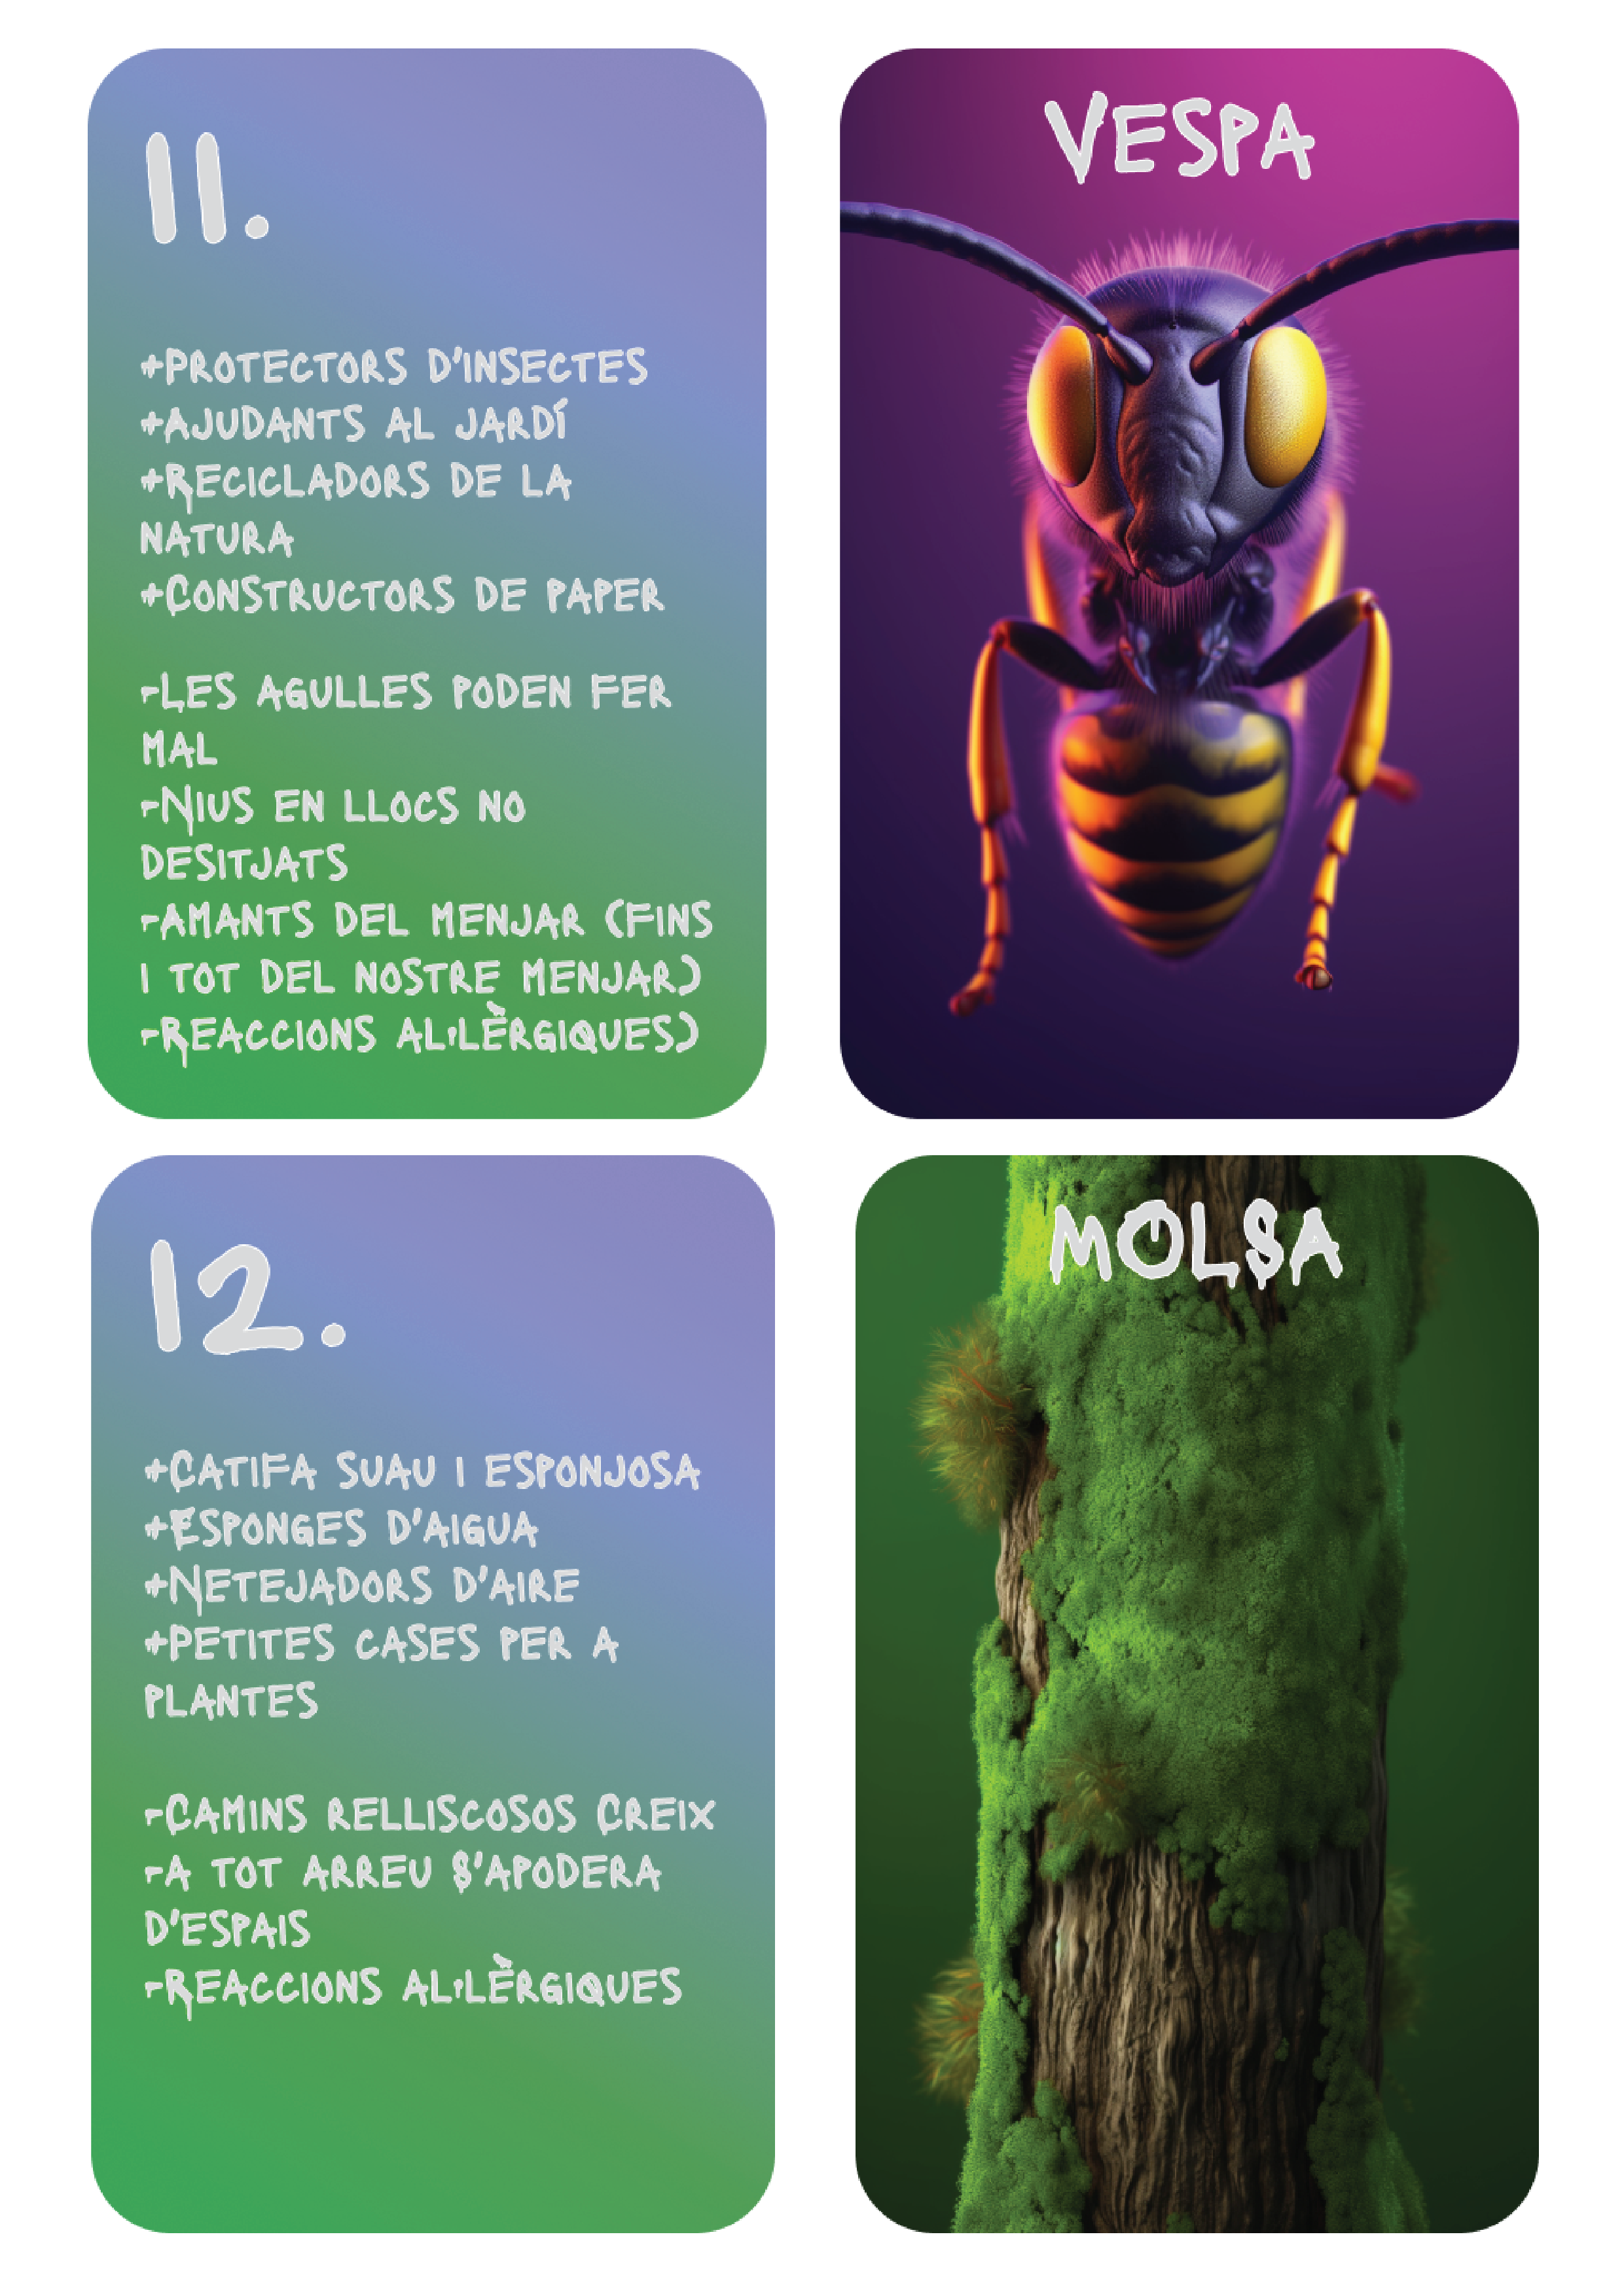 11.
+Protectors d'insectes
+Ajudants al jardí
+Recicladors de la
natura
+Constructors de paper
-Les agulles poden fer
mal
-Nius en llocs no
desitjats
-Amants del menjar (fins
i tot del nostre menjar)
-Reaccions al·lèrgiques)
VESPA
12.
+Catifa suau i esponjosa
+Esponges d'aigua
+Netejadors d'aire
+Petites cases per a
plantes
-Camins relliscosos Creix
-a tot arreu S'apodera
d'espais
-Reaccions al·lèrgiques
MOLSA